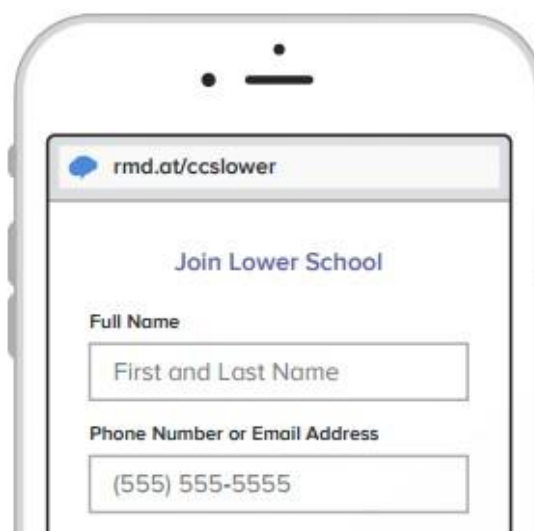 rmd.at/ccslower
Join Lower School
Full Name
First and Last Name
Phone Number or Email Address
(555) 555-5555